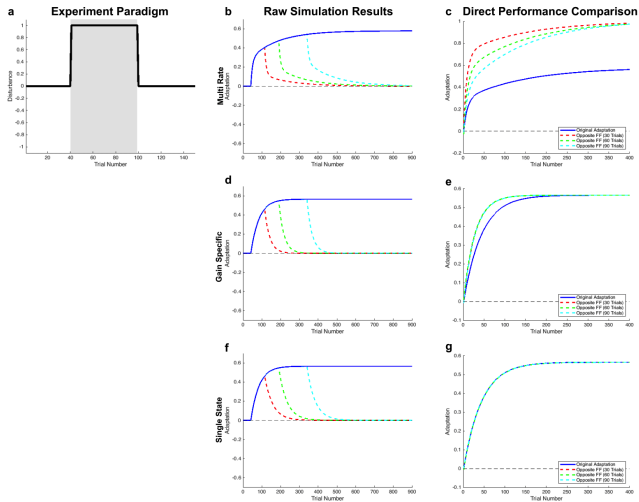 a Experiment Paradigm
1
0.8
0.6
0.4
0.2
0
-0.2
-0.4
-0.6
-0.8
-1
Disturbance
20 40 60 80 100 120 140
Trial Number
b Raw Simulation Results
Multi Rate
Adaptation
0.6
0.4
0.2
0
0.2
0.4
0.6
0 100 200 300 400 500 600 700 800 900
Trial Number
c Direct Performance Comparison
Adaptation
1
0.8
0.6
0.4
0.2
0
0.2
0 50 100 150 200 250 300 350 400
Trial Number
Original Adaptation
Opposite FF (30 Trials)
Opposite FF (60 Trials)
Opposite FF (90 Trials)
d
Gain Specific
Adaptation
0.6
0.4
0.2
0
0.2
0.4
0.6
0 100 200 300 400 500 600 700 800 900
Trial Number
e
Adaptation
0.6
0.5
0.4
0.3
0.2
0.1
0
0.1
0 50 100 150 200 250 300 350 400
Trial Number
Original Adaptation
Opposite FF (30 Trials)
Opposite FF (60 Trials)
Opposite FF (90 Trials)
f
Single State
Adaptation
0.6
0.4
0.2
0
0.2
0.4
0.6
0 100 200 300 400 500 600 700 800 900
Trial Number
g
Adaptation
0.6
0.5
0.4
0.3
0.2
0.1
0
0.1
0 50 100 150 200 250 300 350 400
Trial Number
Original Adaptation
Opposite FF (30 Trials)
Opposite FF (60 Trials)
Opposite FF (90 Trials)